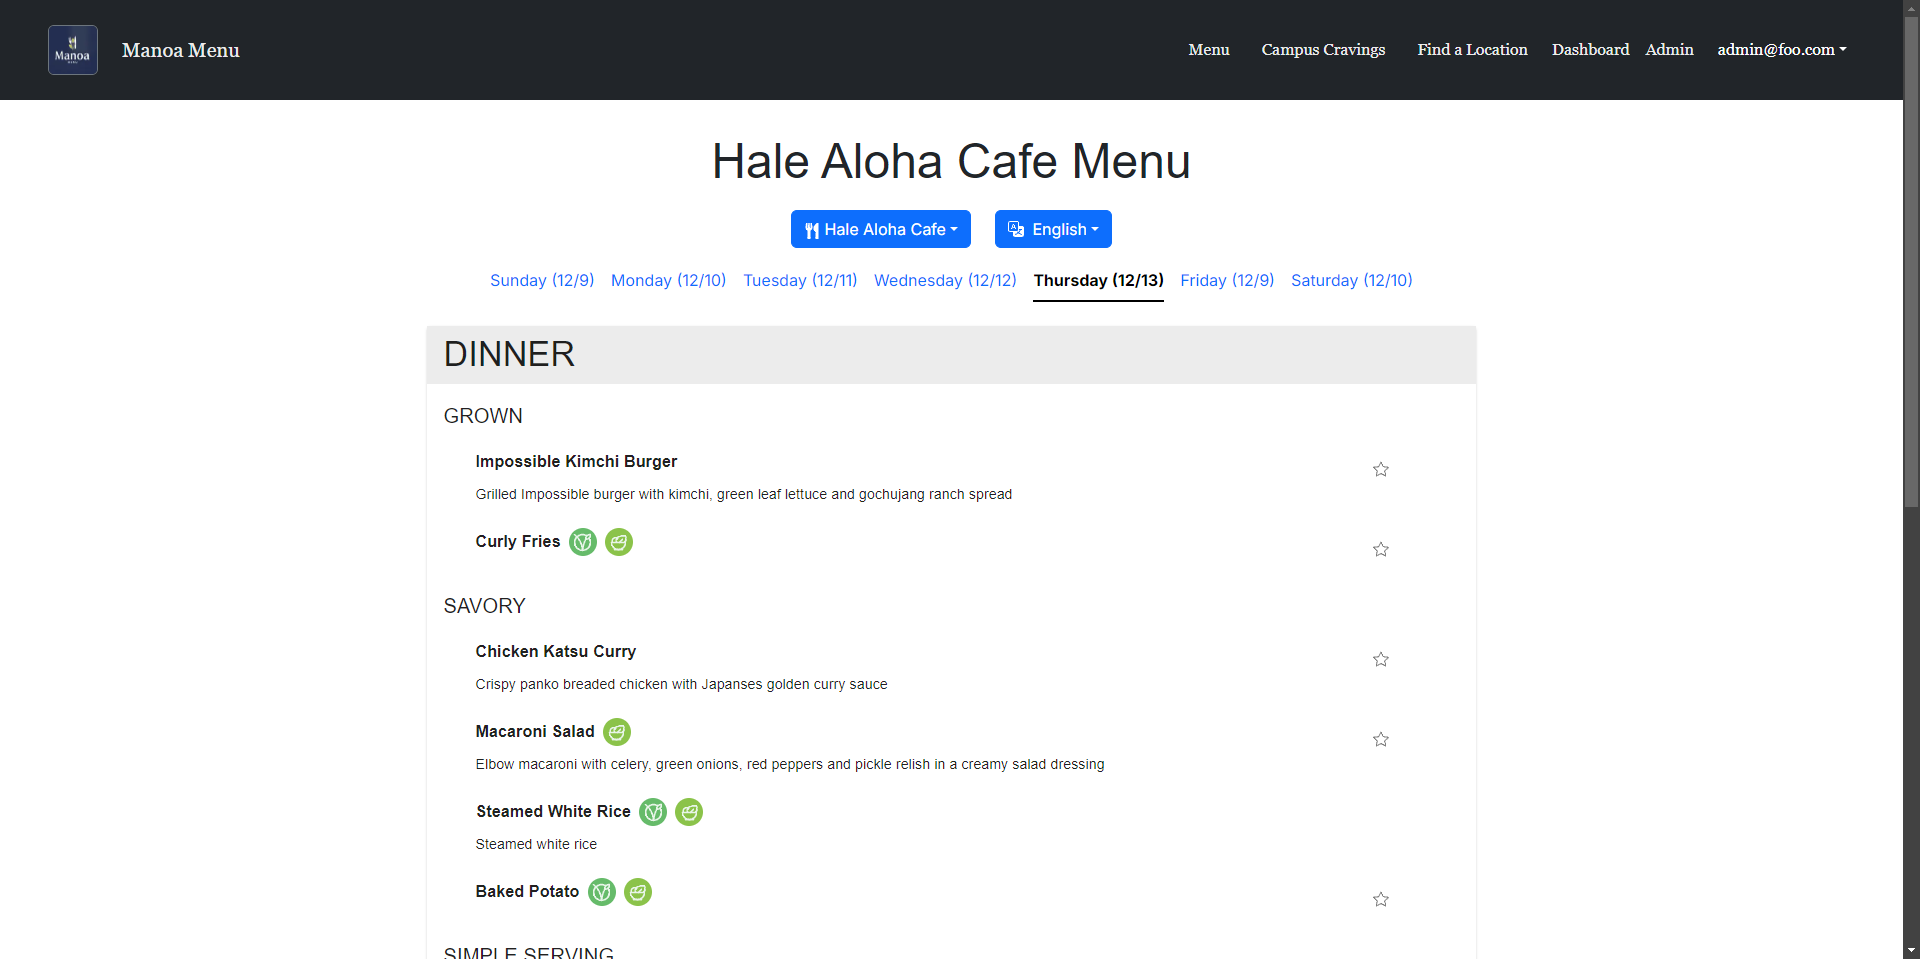 Manoa
Manoa Menu
Menu Campus Cravings Find a Location Dashboard Admin admin@foo.com
Hale Aloha Cafe Menu
Hale Aloha Cafe English
Sunday (12/9) Monday (12/10) Tuesday (12/11) Wednesday (12/12) Thursday (12/13) Friday (12/9) Saturday (12/10)
DINNER
GROWN
Impossible Kimchi Burger
Grilled Impossible burger with kimchi, green leaf lettuce and gochujang ranch spread
Curly Fries
SAVORY
Chicken Katsu Curry
Crispy panko breaded chicken with Japanses golden curry sauce
Macaroni Salad
Elbow macaroni with celery, green onions, red peppers and pickle relish in a creamy salad dressing
Steamed White Rice
Steamed white rice
Baked Potato
SIMPLE SERVING